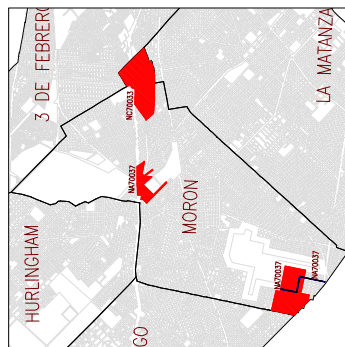 3 DE FEBRERO
LA MATANZA
NC70033
NA70037
MORON
HURLINGHAM
NA70037
NA70037
GO